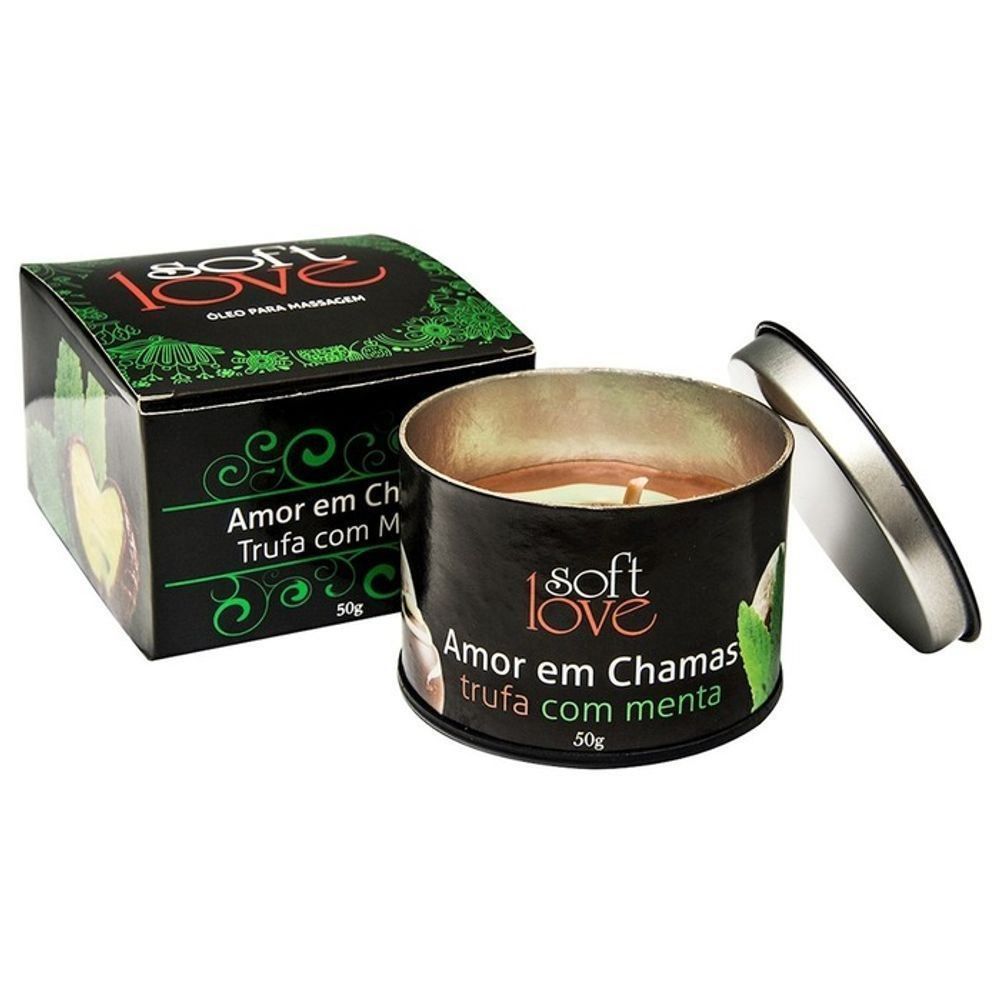 soft
love
ÓLEO PARA MASSAGEM
Amor em Ch
Trufa com M
50g
soft
love
Amor em Chamas
trufa com menta
50g